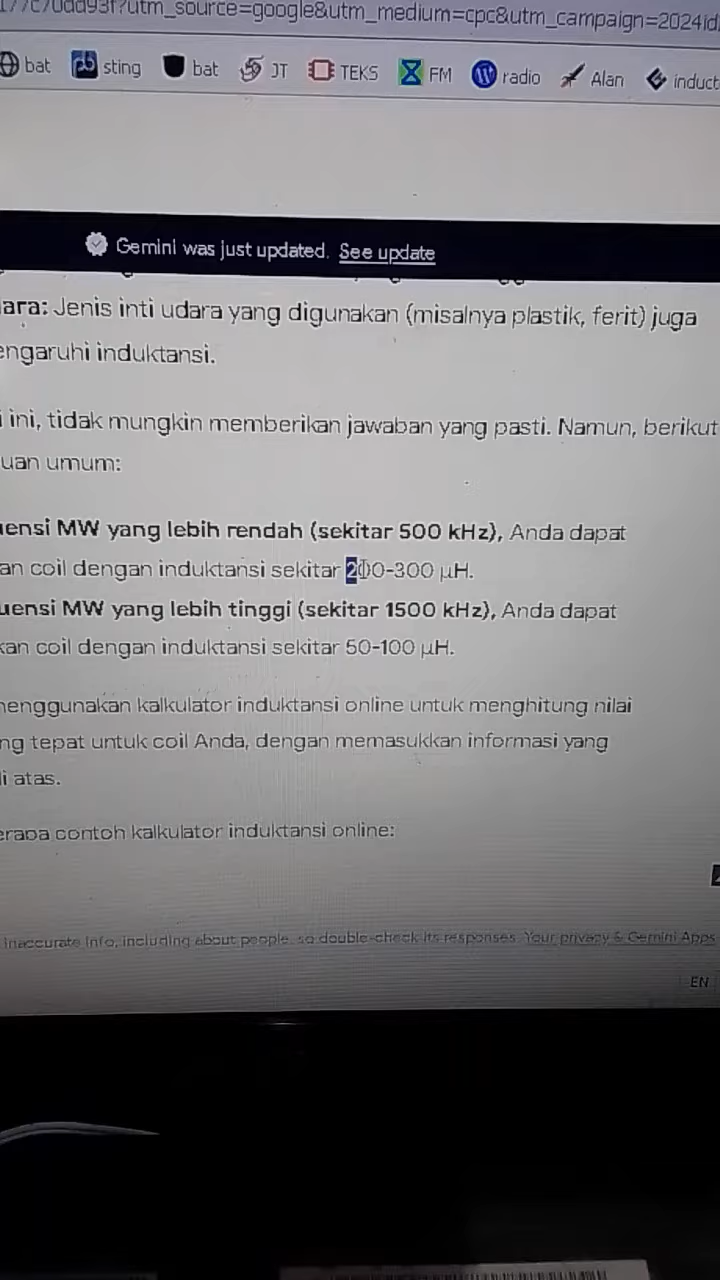 177c70dd93f?utm_source=google&utm_medium=cpc&utm_campaign=2024id
bat sting bat JT TEKS FM radio Alan induct
Gemini was just updated. See update
ara: Jenis inti udara yang digunakan (misalnya plastik, ferit) juga
engaruhi induktansi.
i ini, tidak mungkin memberikan jawaban yang pasti. Namun, berikut
uan umum:
uensi MW yang lebih rendah (sekitar 500 kHz), Anda dapat
an coil dengan induktansi sekitar 200-300 μH.
uensi MW yang lebih tinggi (sekitar 1500 kHz), Anda dapat
kan coil dengan induktansi sekitar 50-100 μH.
menggunakan kalkulator induktansi online untuk menghitung nilai
ng tepat untuk coil Anda, dengan memasukkan informasi yang
di atas.
erapa contoh kalkulator induktansi online:
inaccurate info, including about people, so double-check its responses. Your privacy & Gemini Apps
EN